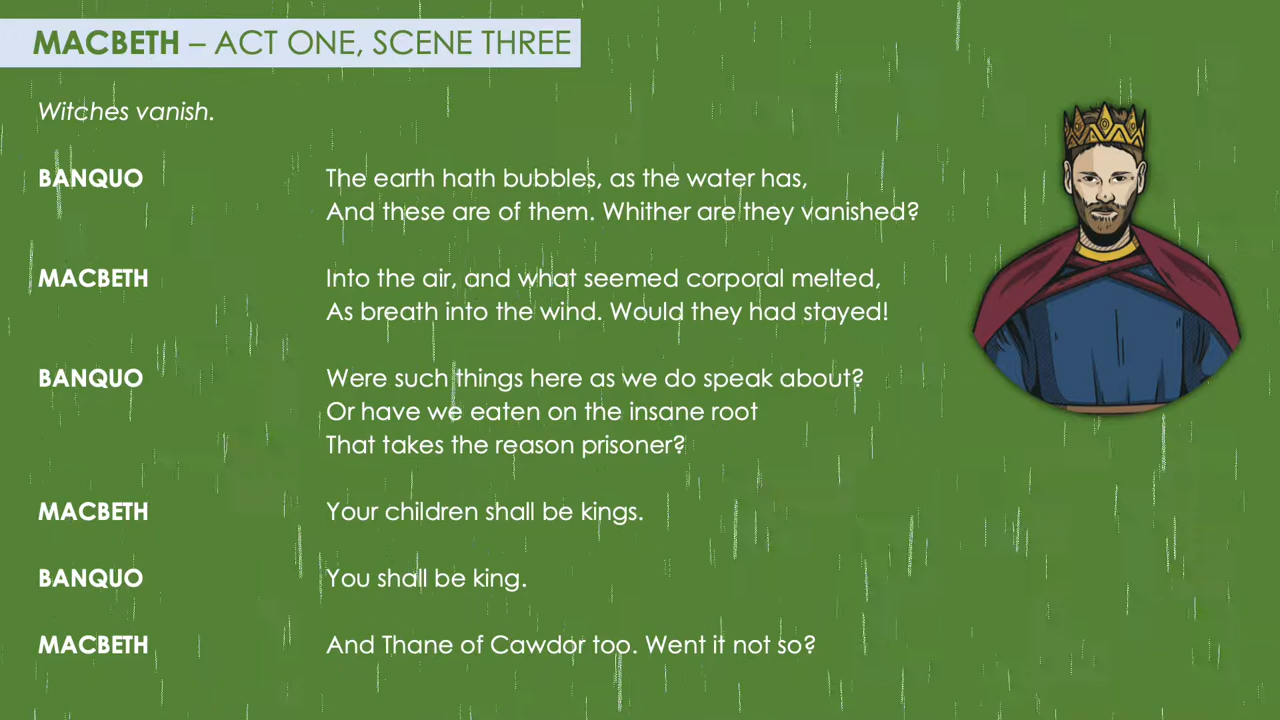 MACBETH – ACT ONE, SCENE THREE
Witches vanish.
BANQUO The earth hath bubbles, as the water has,
And these are of them. Whither are they vanished?
MACBETH Into the air, and what seemed corporal melted,
As breath into the wind. Would they had stayed!
BANQUO Were such things here as we do speak about?
Or have we eaten on the insane root
That takes the reason prisoner?
MACBETH Your children shall be kings.
BANQUO You shall be king.
MACBETH And Thane of Cawdor too. Went it not so?